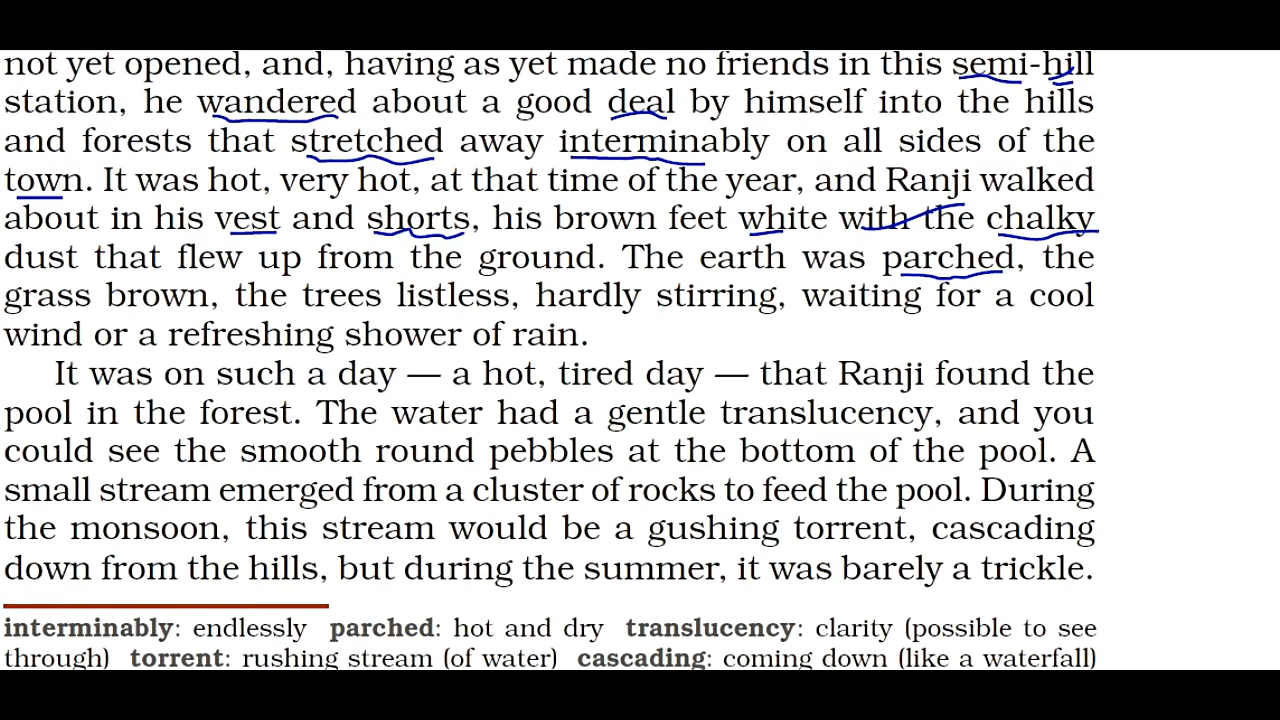 not yet opened, and, having as yet made no friends in this semi-hill
station, he wandered about a good deal by himself into the hills
and forests that stretched away interminably on all sides of the
town. It was hot, very hot, at that time of the year, and Ranji walked
about in his vest and shorts, his brown feet white with the chalky
dust that flew up from the ground. The earth was parched, the
grass brown, the trees listless, hardly stirring, waiting for a cool
wind or a refreshing shower of rain.
It was on such a day — a hot, tired day — that Ranji found the
pool in the forest. The water had a gentle translucency, and you
could see the smooth round pebbles at the bottom of the pool. A
small stream emerged from a cluster of rocks to feed the pool. During
the monsoon, this stream would be a gushing torrent, cascading
down from the hills, but during the summer, it was barely a trickle.
interminably: endlessly parched: hot and dry translucency: clarity (possible to see
through) torrent: rushing stream (of water) cascading: coming down (like a waterfall)